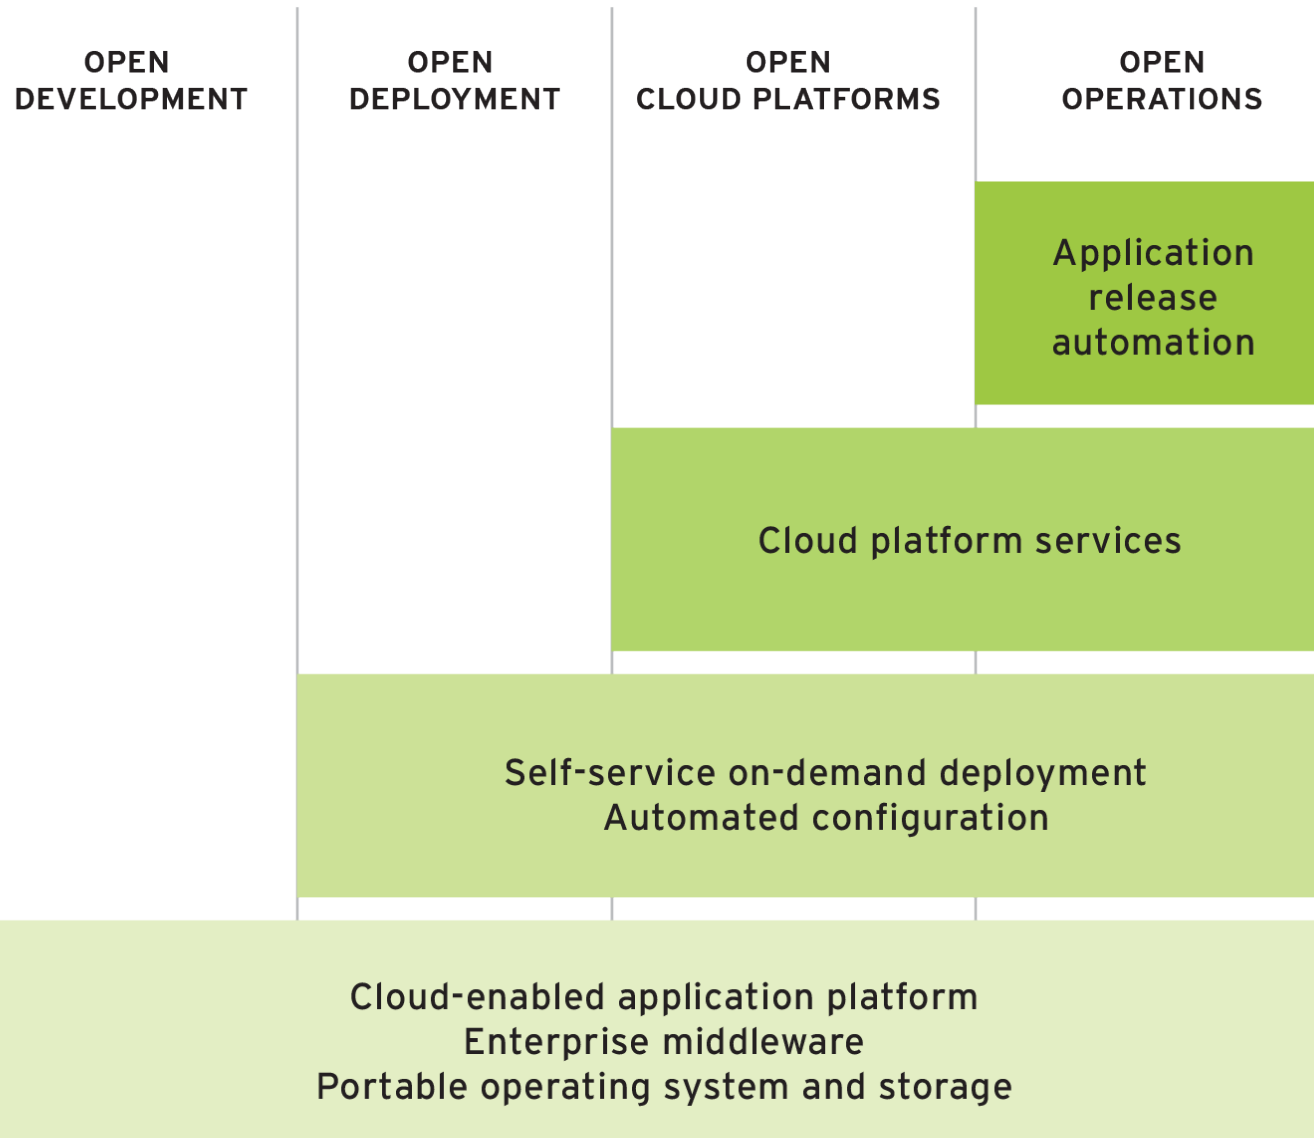 OPEN
DEVELOPMENT
OPEN
DEPLOYMENT
OPEN
CLOUD PLATFORMS
OPEN
OPERATIONS
Application
release
automation
Cloud platform services
Self-service on-demand deployment
Automated configuration
Cloud-enabled application platform
Enterprise middleware
Portable operating system and storage